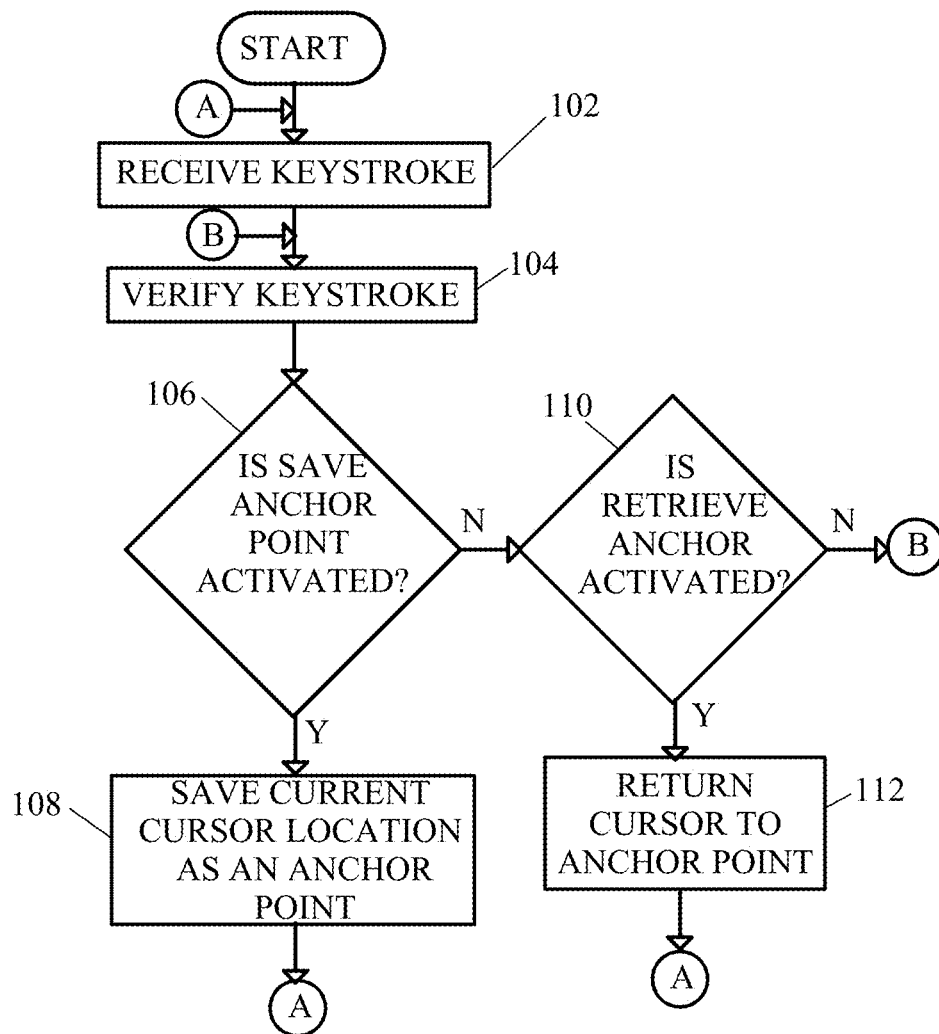 START
A
102
RECEIVE KEYSTROKE
B
104
VERIFY KEYSTROKE
106
IS SAVE
ANCHOR
POINT
ACTIVATED?
N
Y
110
IS
RETRIEVE
ANCHOR
ACTIVATED?
N
B
Y
108
SAVE CURRENT
CURSOR LOCATION
AS AN ANCHOR
POINT
A
112
RETURN
CURSOR TO
ANCHOR POINT
A